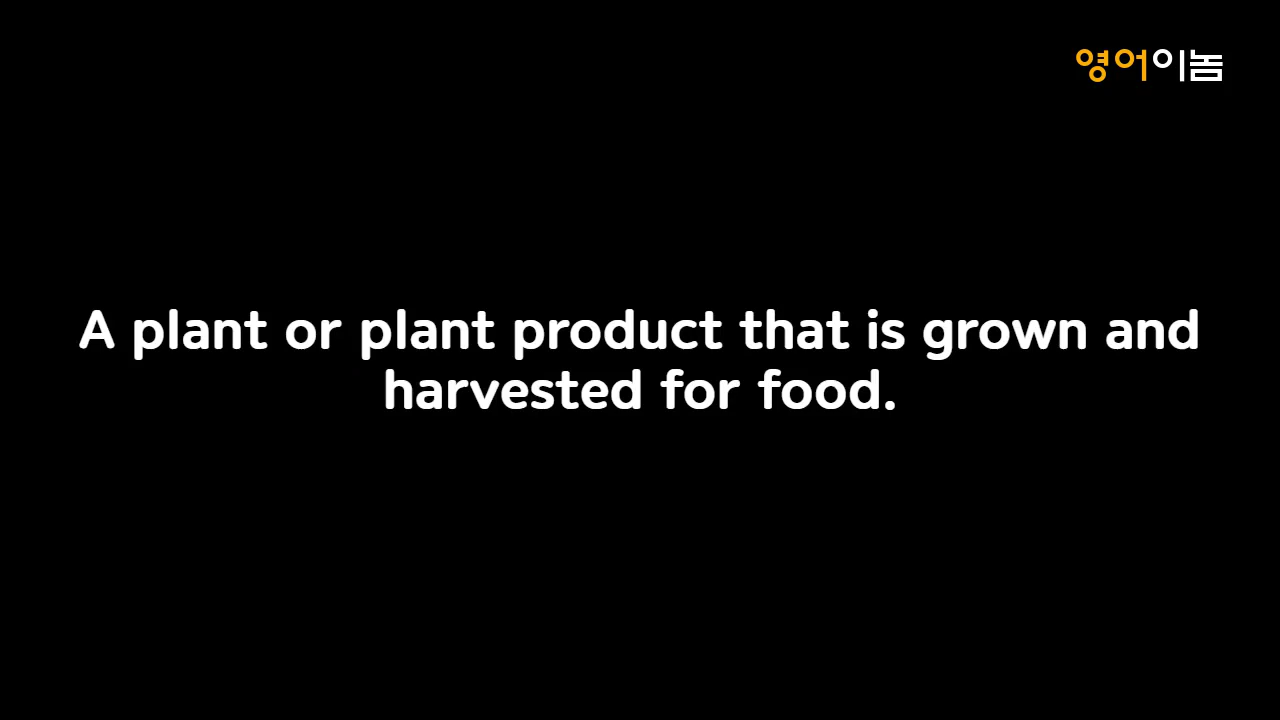 영어이놈
A plant or plant product that is grown and
harvested for food.